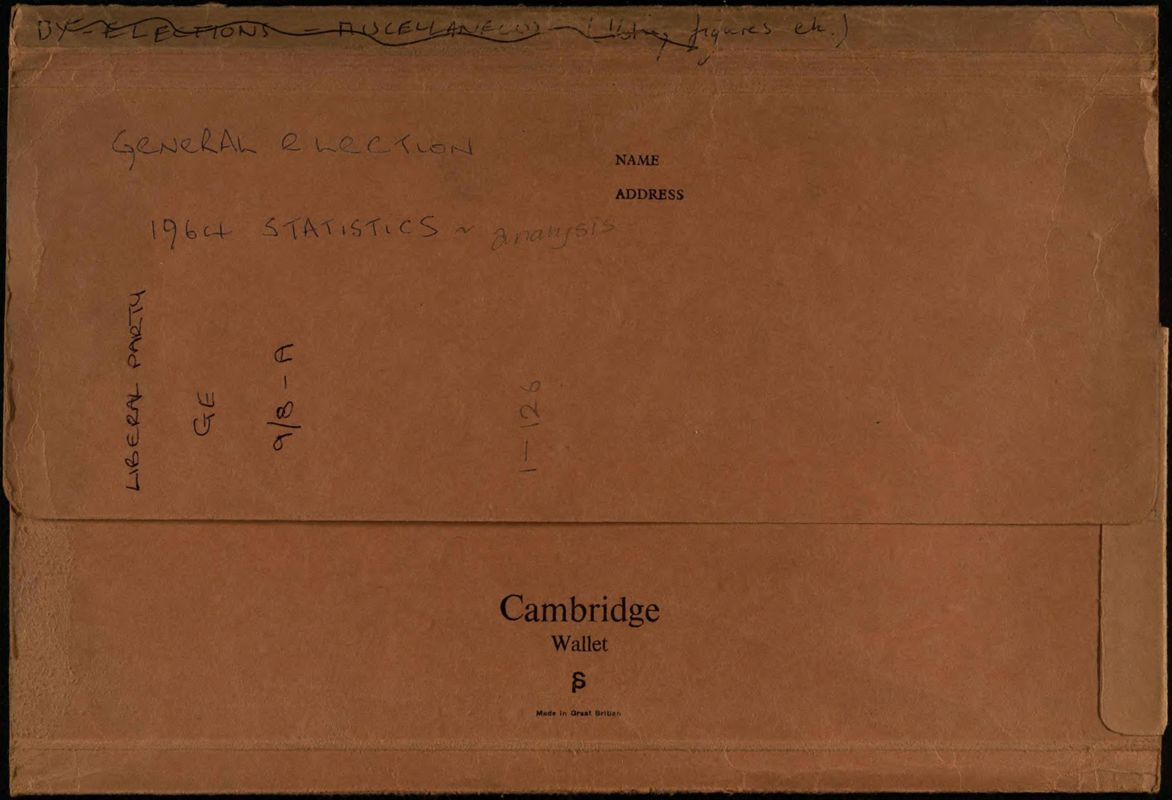 BY-ELECTIONS - MISCELLANEOUS - (listing figures etc.)
GENERAL ELECTION
1964 STATISTICS ~ analysis
NAME
ADDRESS
LIBERAL PARTY
GE
9/8-A
1-126
Cambridge
Wallet
Made in Great Britain